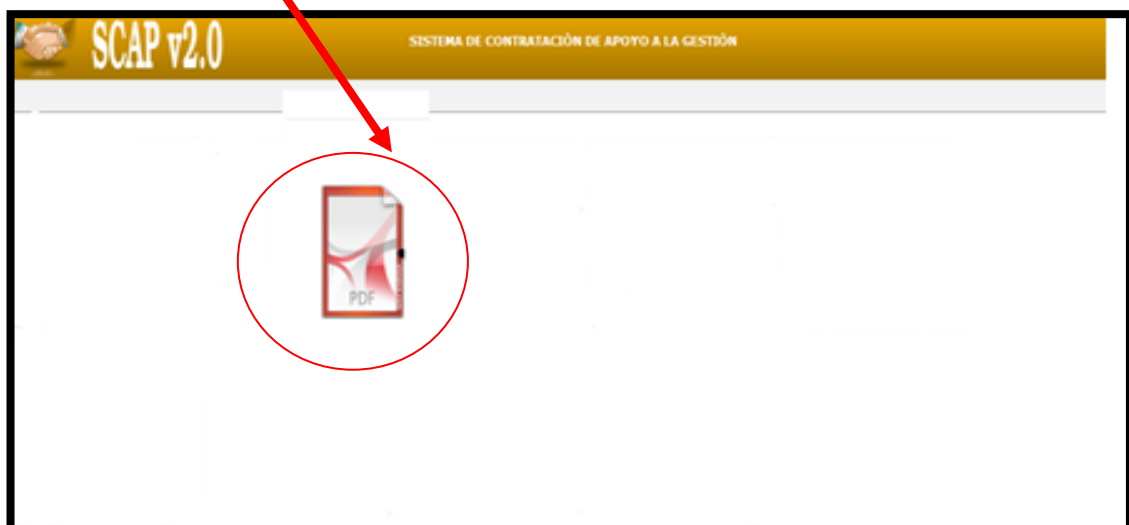 SCAP v2.0
SISTEMA DE CONTRATACIÓN DE APOYO A LA GESTIÓN
PDF